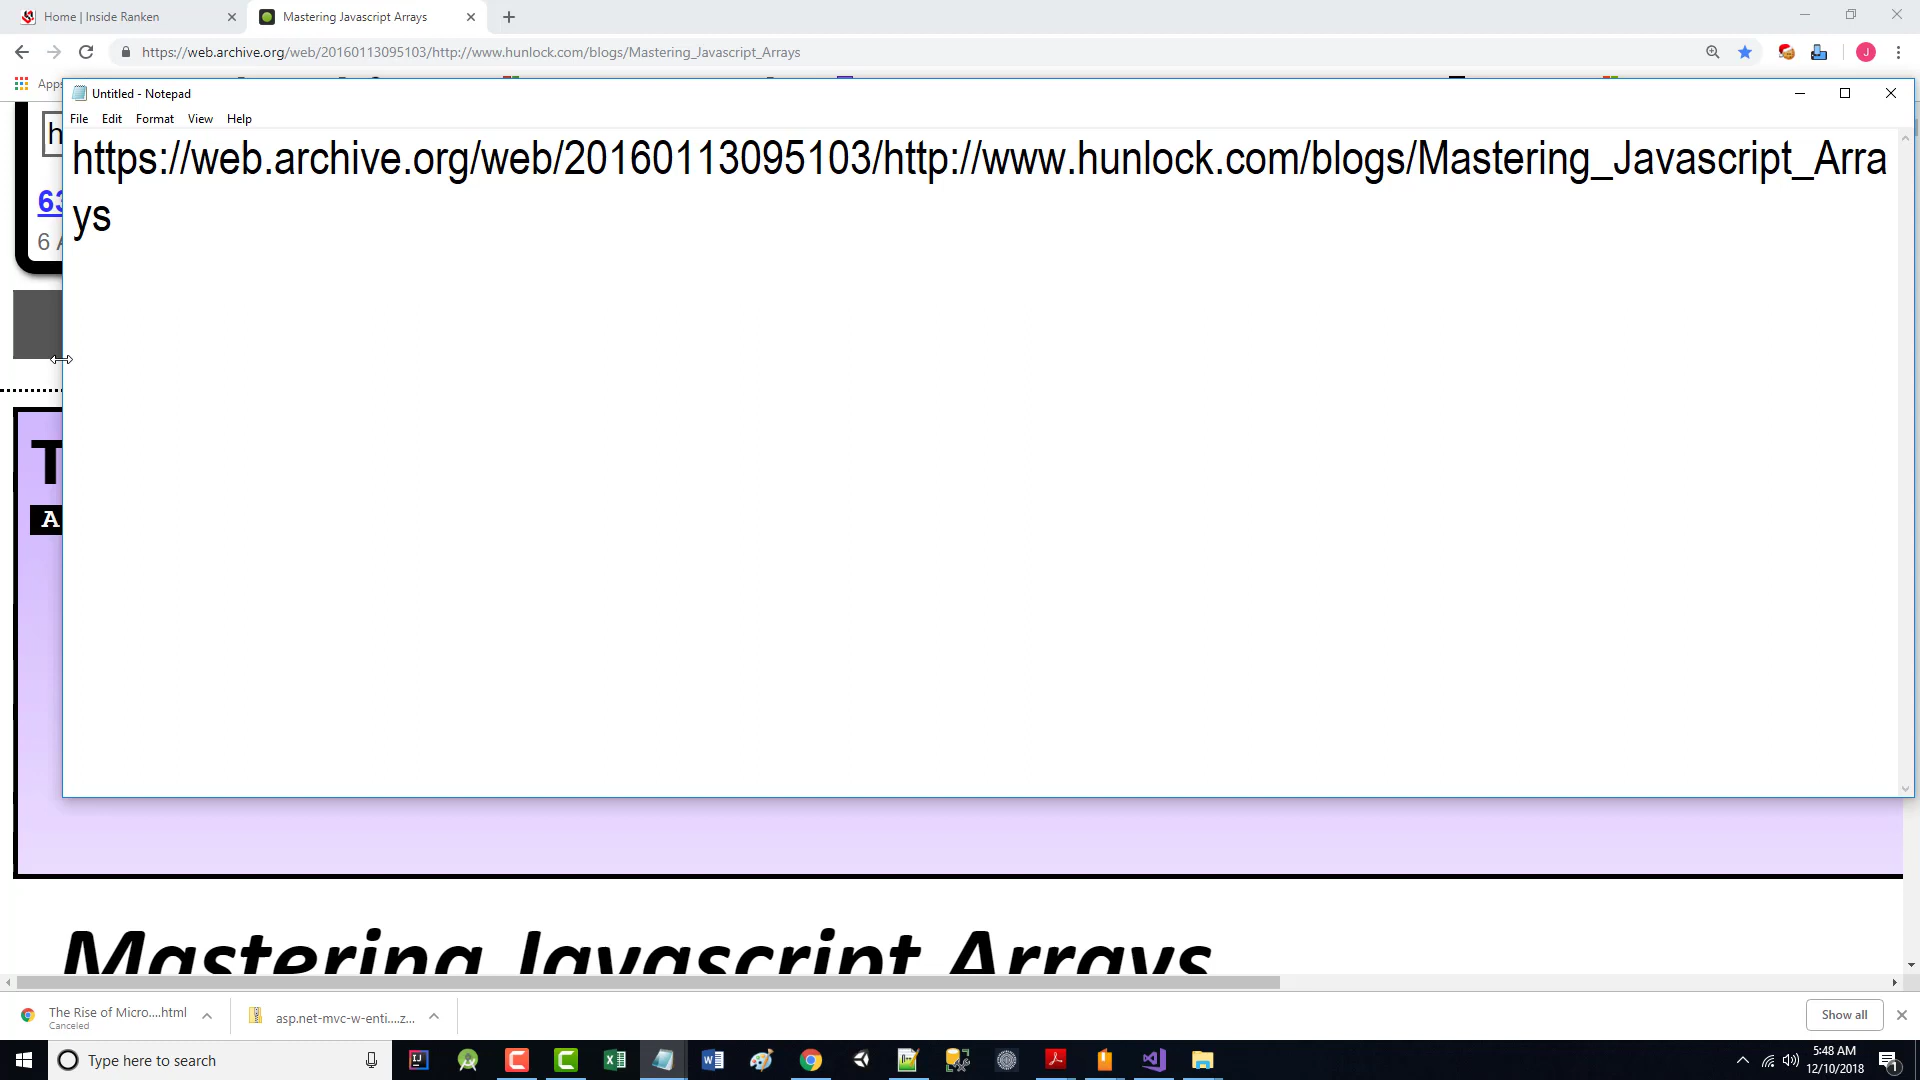 Home | Inside Ranken
Mastering Javascript Arrays
https://web.archive.org/web/20160113095103/http://www.hunlock.com/blogs/Mastering_Javascript_Arrays
J
Apps
Untitled - Notepad
File Edit Format View Help
https://web.archive.org/web/20160113095103/http://www.hunlock.com/blogs/Mastering_Javascript_Arra
ys
h
63
6 A
T
A
Mastering Javascript Arrays
The Rise of Micro....html
Canceled
asp.net-mvc-w-enti....z...
Show all
Type here to search
5:48 AM
12/10/2018
1